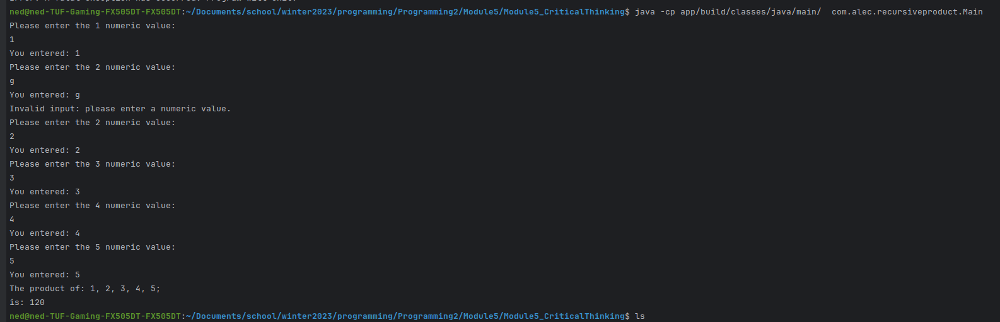 ned@ned-TUF-Gaming-FX505DT-FX505DT:~/Documents/school/winter2023/programming/Programming2/Module5/Module5_CriticalThinking$ java -cp app/build/classes/java/main/  com.alec.recursiveproduct.Main
Please enter the 1 numeric value:
1
You entered: 1
Please enter the 2 numeric value:
g
You entered: g
Invalid input: please enter a numeric value.
Please enter the 2 numeric value:
2
You entered: 2
Please enter the 3 numeric value:
3
You entered: 3
Please enter the 4 numeric value:
4
You entered: 4
Please enter the 5 numeric value:
5
You entered: 5
The product of: 1, 2, 3, 4, 5;
is: 120
ned@ned-TUF-Gaming-FX505DT-FX505DT:~/Documents/school/winter2023/programming/Programming2/Module5/Module5_CriticalThinking$ ls